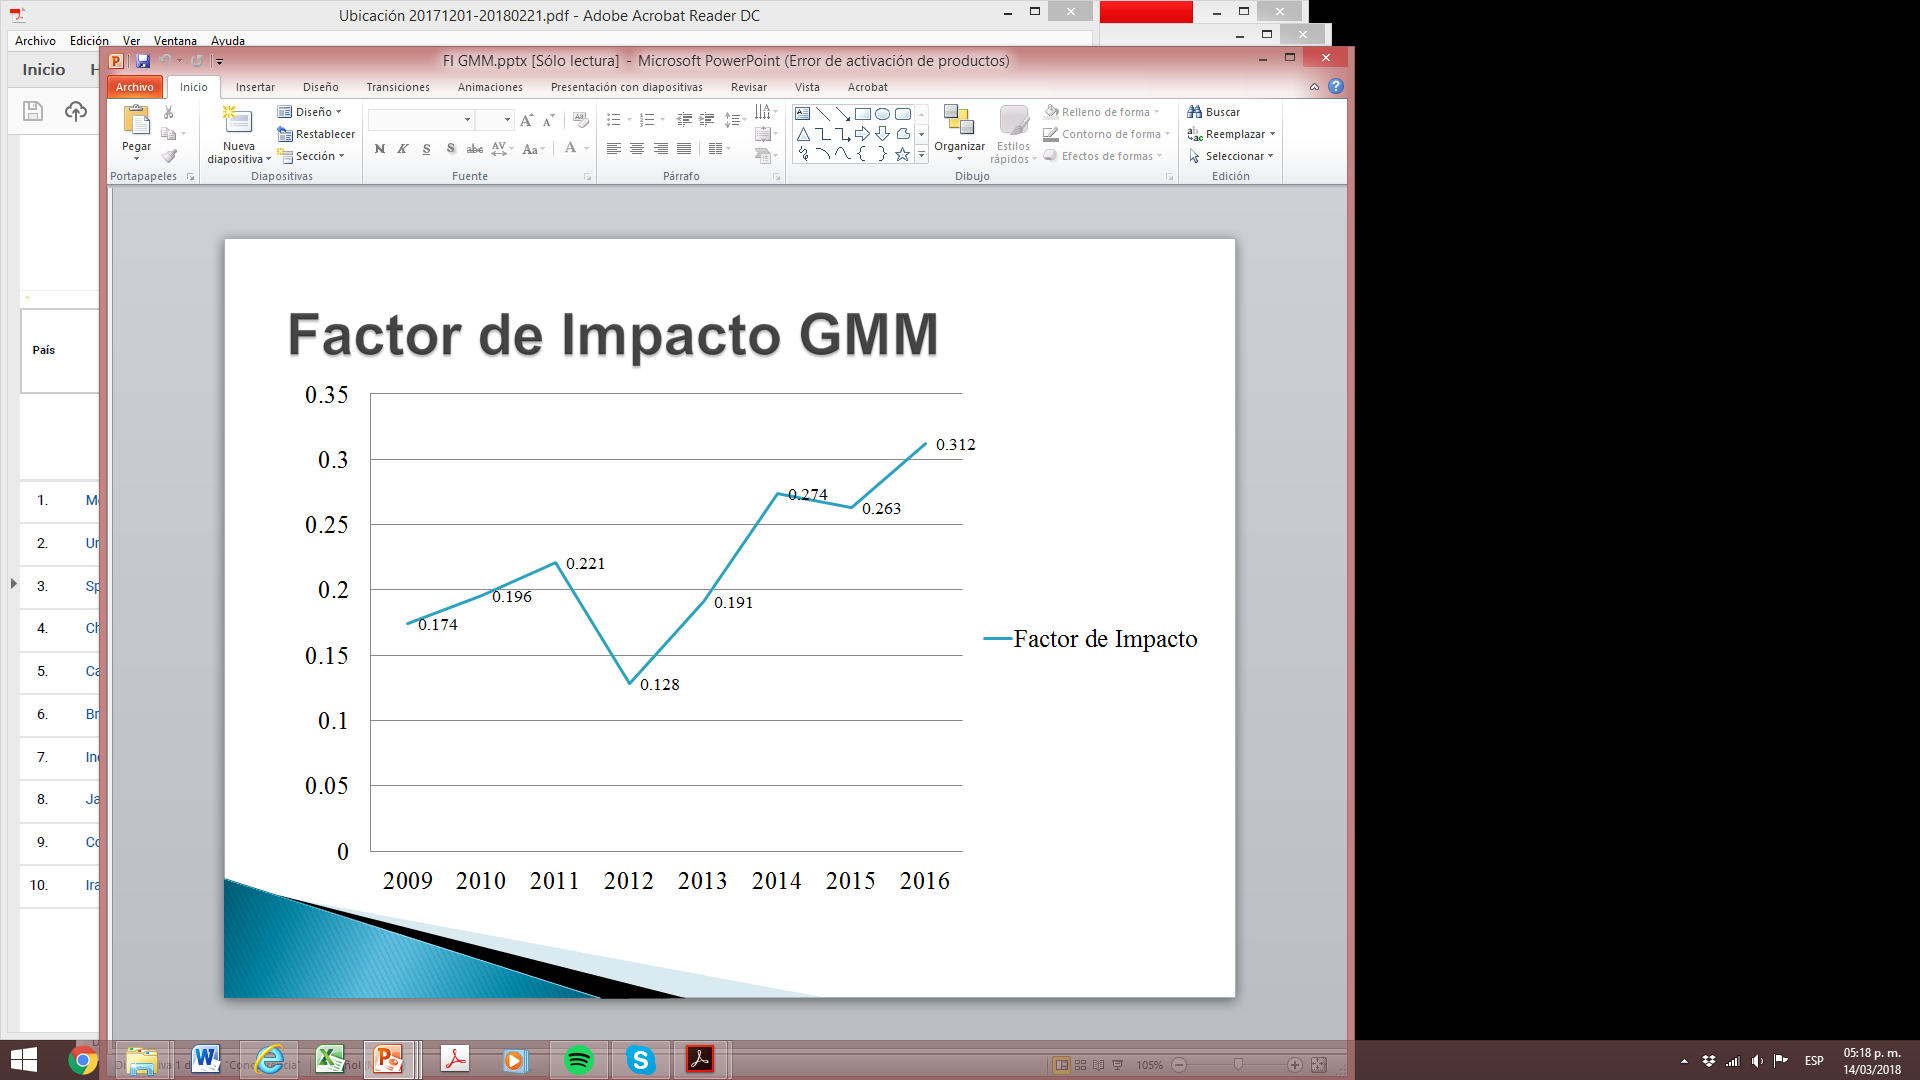 Ubicación 20171201-20180221.pdf - Adobe Acrobat Reader DC
Archivo Edición Ver Ventana Ayuda
Inicio
FI GMM.pptx [Sólo lectura] - Microsoft PowerPoint (Error de activación de productos)
Archivo Inicio Insertar Diseño Transiciones Animaciones Presentación con diapositivas Revisar Vista Acrobat
Pegar
Portapapeles
Nueva diapositiva
Diseño
Restablecer
Sección
Diapositivas
N K S S abc AV Aa A
Fuente
Párrafo
Organizar
Estilos rápidos
Relleno de forma
Contorno de forma
Efectos de formas
Dibujo
Buscar
Reemplazar
Seleccionar
Edición
País
1.
2.
3.
4.
5.
6.
7.
8.
9.
10.
Factor de Impacto GMM
0.35
0.3
0.25
0.2
0.15
0.1
0.05
0
0.174
0.196
0.221
0.128
0.191
0.274
0.263
0.312
Factor de Impacto
2009 2010 2011 2012 2013 2014 2015 2016
105%
ESP
05:18 p. m.
14/03/2018